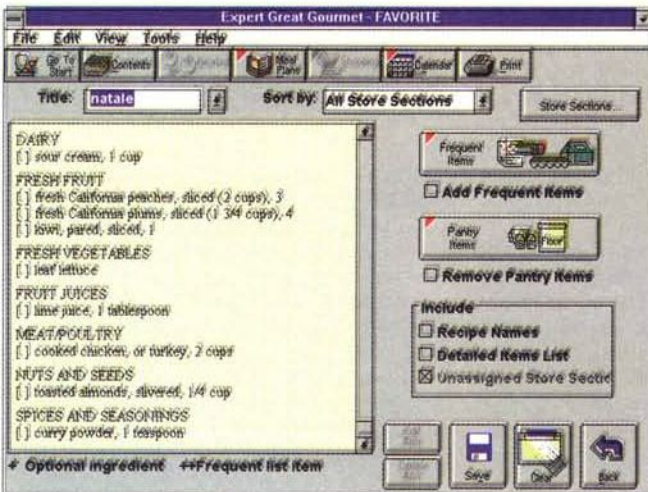 Expert Great Gourmet - FAVORITE
File Edit View Tools Help
Go To Start
Contents
Meal Plans
Calendar
Print
Title: natale
Sort by: All Store Sections
Store Sections...
DAIRY
[ ] sour cream, 1 cup
FRESH FRUIT
[ ] fresh California peaches, sliced (2 cups), 3
[ ] fresh California plums, sliced (1 3/4 cups), 4
[ ] kiwi, pared, sliced, 1
FRESH VEGETABLES
[ ] leaf lettuce
FRUIT JUICES
[ ] lime juice, 1 tablespoon
MEAT/POULTRY
[ ] cooked chicken, or turkey, 2 cups
NUTS AND SEEDS
[ ] toasted almonds, slivered, 1/4 cup
SPICES AND SEASONINGS
[ ] curry powder, 1 teaspoon
+ Optional ingredient ++Frequent list item
Frequent Items
Add Frequent Items
Pantry Items
Flour
Remove Pantry Items
Include
Recipe Names
Detailed Items List
Unassigned Store Sectio
Save
Clear
Back